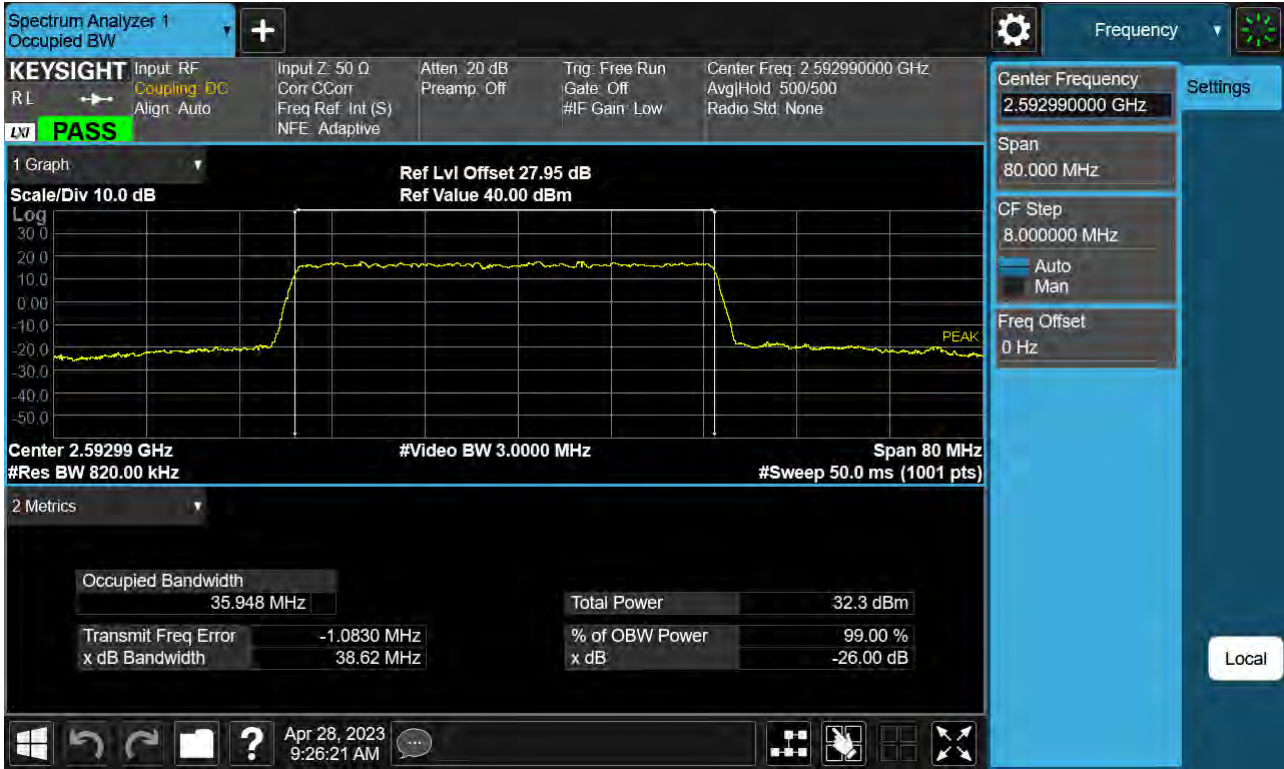 Spectrum Analyzer 1
Occupied BW
Frequency
KEYSIGHT
R L
LXI
PASS
Input: RF
Coupling: DC
Align: Auto
Input Z: 50 Ω
Corr CCorr
Freq Ref: Int (S)
NFE: Adaptive
Atten: 20 dB
Preamp: Off
Trig: Free Run
Gate: Off
#IF Gain: Low
Center Freq: 2.592990000 GHz
Avg|Hold: 500/500
Radio Std: None
1 Graph
Scale/Div 10.0 dB
Ref Lvl Offset 27.95 dB
Ref Value 40.00 dBm
Log
30.0
20.0
10.0
0.00
-10.0
-20.0
-30.0
-40.0
-50.0
PEAK
Center 2.59299 GHz
#Video BW 3.0000 MHz
Span 80 MHz
#Res BW 820.00 kHz
#Sweep 50.0 ms (1001 pts)
2 Metrics
Occupied Bandwidth
35.948 MHz
Total Power 32.3 dBm
Transmit Freq Error -1.0830 MHz
% of OBW Power 99.00 %
x dB Bandwidth 38.62 MHz
x dB -26.00 dB
Center Frequency
2.592990000 GHz
Settings
Span
80.000 MHz
CF Step
8.000000 MHz
Auto
Man
Freq Offset
0 Hz
Local
?
Apr 28, 2023
9:26:21 AM